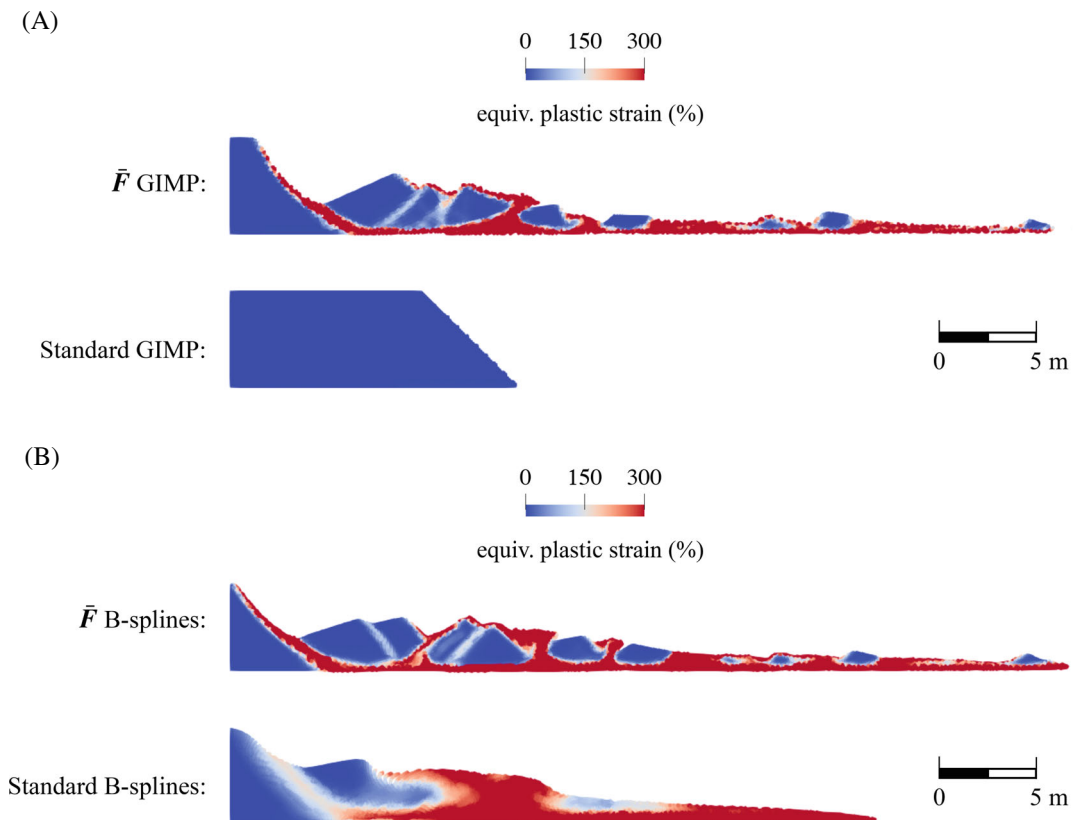 (A)
0 150 300
equiv. plastic strain (%)
F̄ GIMP:
Standard GIMP:
0 5 m
(B)
0 150 300
equiv. plastic strain (%)
F̄ B-splines:
Standard B-splines:
0 5 m